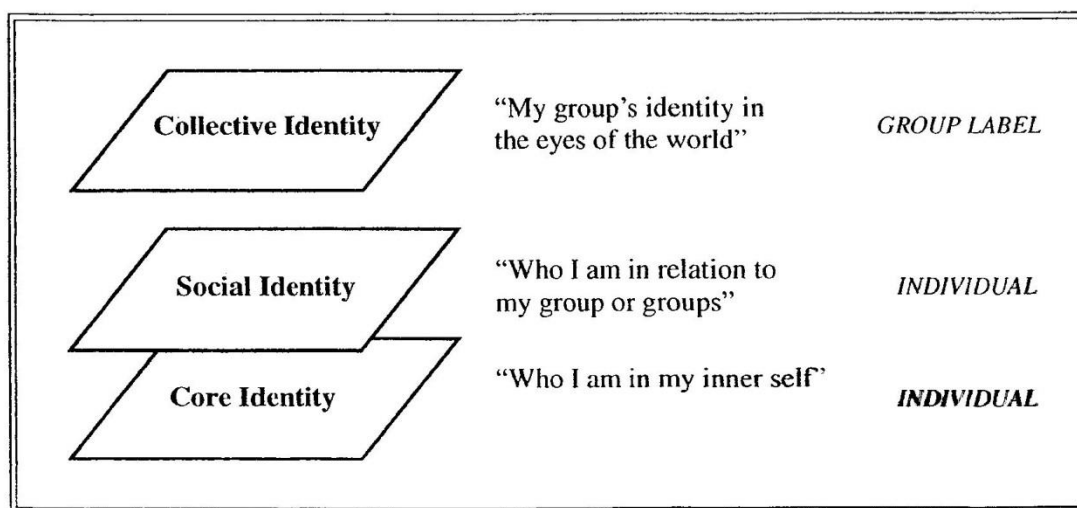 Collective Identity
“My group’s identity in
the eyes of the world”
GROUP LABEL
Social Identity
“Who I am in relation to
my group or groups”
INDIVIDUAL
Core Identity
“Who I am in my inner self”
INDIVIDUAL